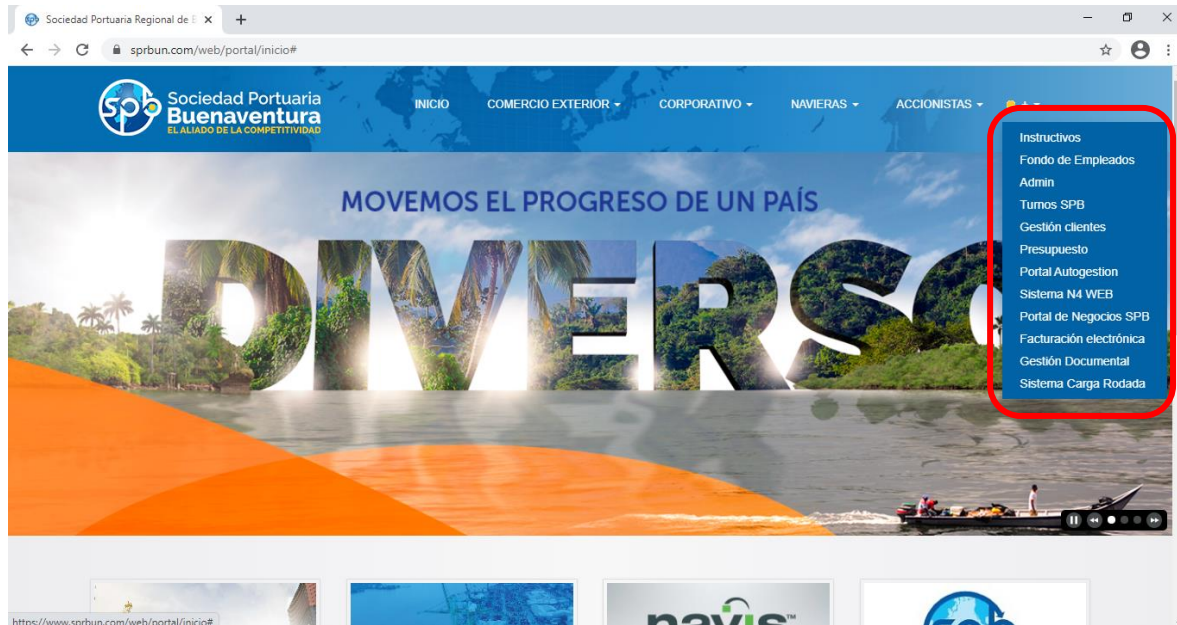 Sociedad Portuaria Regional de
sprbun.com/web/portal/inicio#
Sociedad Portuaria
Buenaventura
EL ALIADO DE LA COMPETITIVIDAD
spb
INICIO
COMERCIO EXTERIOR
CORPORATIVO
NAVIERAS
ACCIONISTAS
Instructivos
Fondo de Empleados
Admin
Turnos SPB
Gestión clientes
Presupuesto
Portal Autogestion
Sistema N4 WEB
Portal de Negocios SPB
Facturación electrónica
Gestión Documental
Sistema Carga Rodada
MOVEMOS EL PROGRESO DE UN PAÍS
DIVERSO
navis™
spb
https://www.sprbun.com/web/portal/inicio#